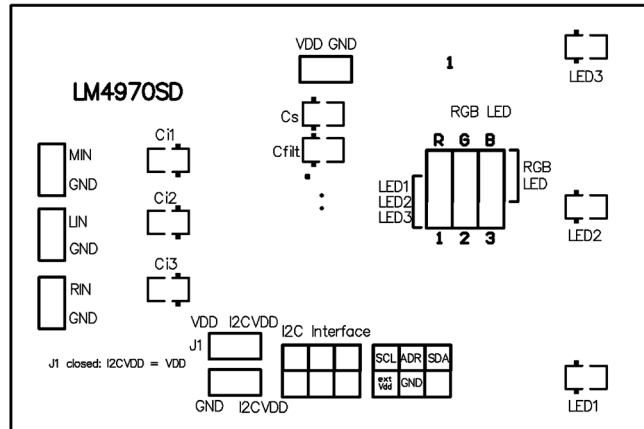 VDD GND
1
LED3
LM4970SD
Cs
RGB LED
Cfilt
R G B
Ci1
MIN
GND
RGB
LED
LED1
LED2
LED3
Ci2
LIN
GND
1 2 3
LED2
Ci3
RIN
GND
VDD I2CVDD
J1
I2C Interface
SCL ADR SDA
J1 closed: I2CVDD = VDD
ext
Vdd
GND
GND I2CVDD
LED1